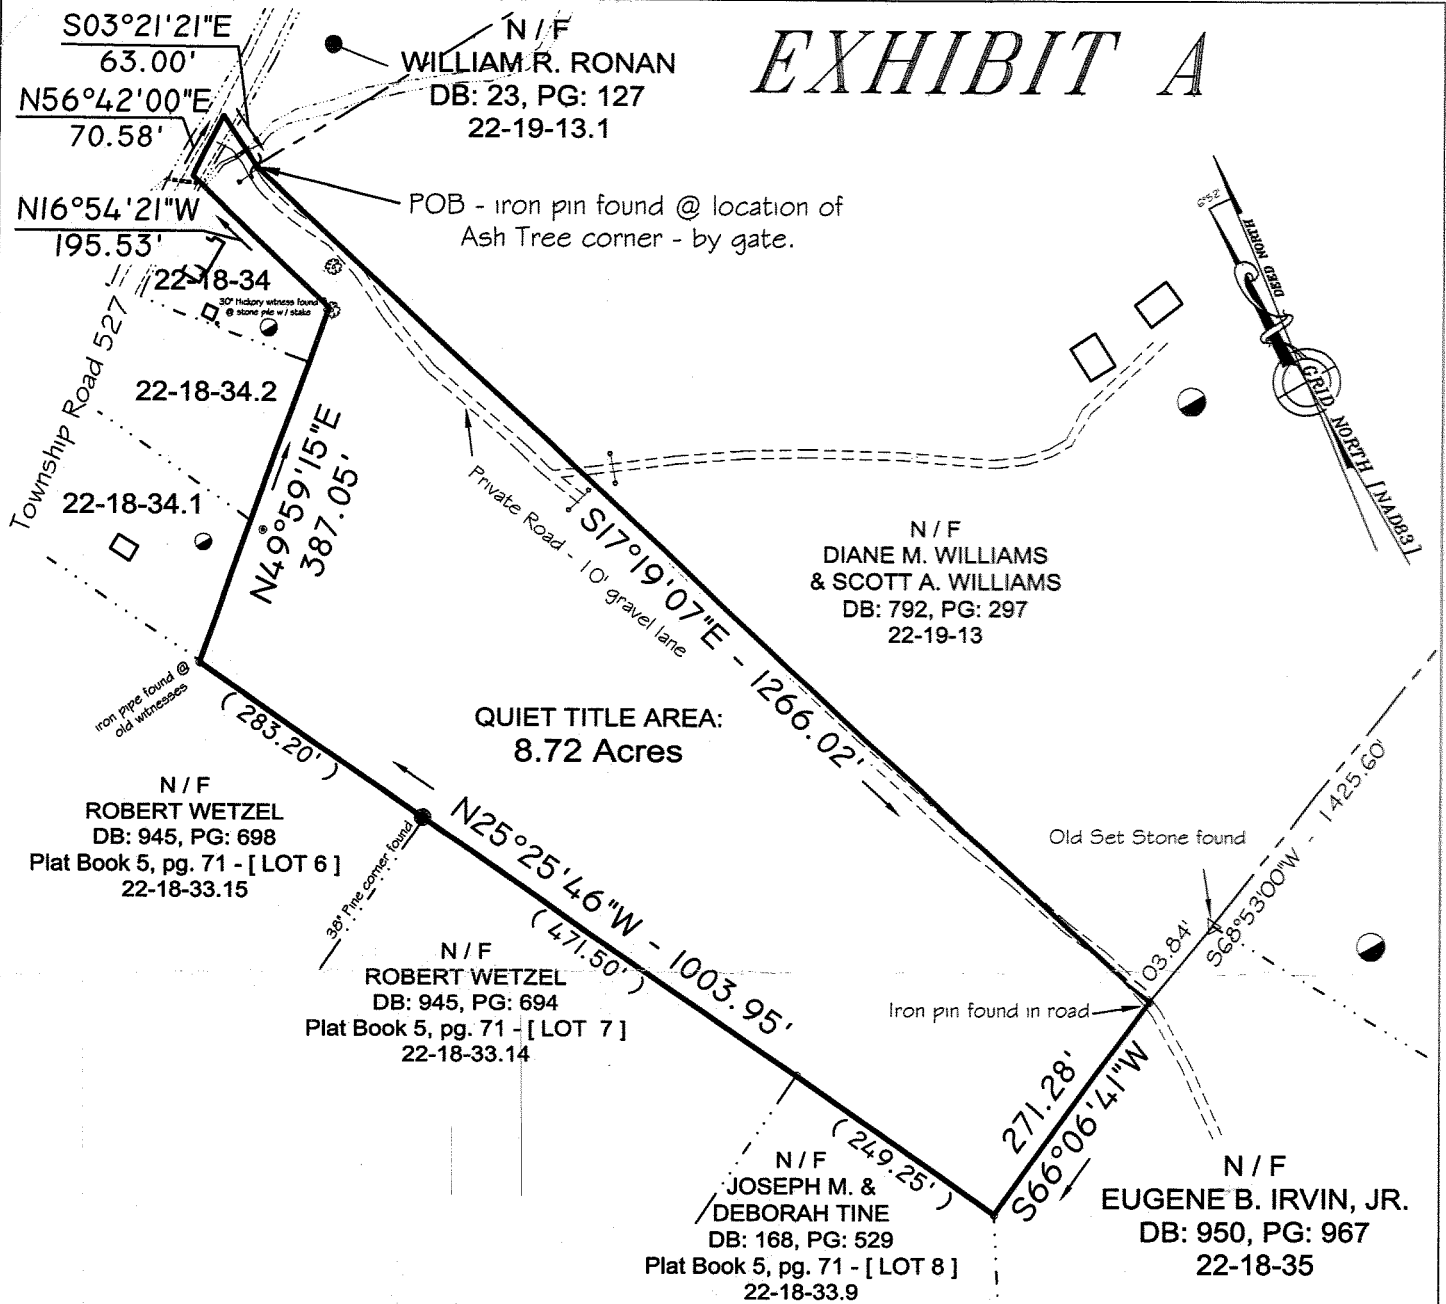 EXHIBIT A
S03°21'21"E
63.00'
N56°42'00"E
70.58'
N16°54'21"W
195.53'
N / F
WILLIAM R. RONAN
DB: 23, PG: 127
22-19-13.1
POB - iron pin found @ location of
Ash Tree corner - by gate.
6°52'
DEED NORTH
GRID NORTH [NAD83]
22-18-34
30" Hickory witness found
@ stone pile w / stake
Township Road 527
22-18-34.2
22-18-34.1
N49°59'15"E
387.05'
Private Road - 10' gravel lane
S17°19'07"E - 1266.02'
N / F
DIANE M. WILLIAMS
& SCOTT A. WILLIAMS
DB: 792, PG: 297
22-19-13
Iron pipe found @
old witnesses
( 283.20' )
QUIET TITLE AREA:
8.72 Acres
N / F
ROBERT WETZEL
DB: 945, PG: 698
Plat Book 5, pg. 71 - [ LOT 6 ]
22-18-33.15
38" Pine corner found
N25°25'46"W - 1003.95'
( 471.50' )
Old Set Stone found
S68°53'00"W - 1425.60'
103.84'
N / F
ROBERT WETZEL
DB: 945, PG: 694
Plat Book 5, pg. 71 - [ LOT 7 ]
22-18-33.14
Iron pin found in road
271.28'
S66°06'41"W
( 249.25' )
N / F
JOSEPH M. &
DEBORAH TINE
DB: 168, PG: 529
Plat Book 5, pg. 71 - [ LOT 8 ]
22-18-33.9
N / F
EUGENE B. IRVIN, JR.
DB: 950, PG: 967
22-18-35